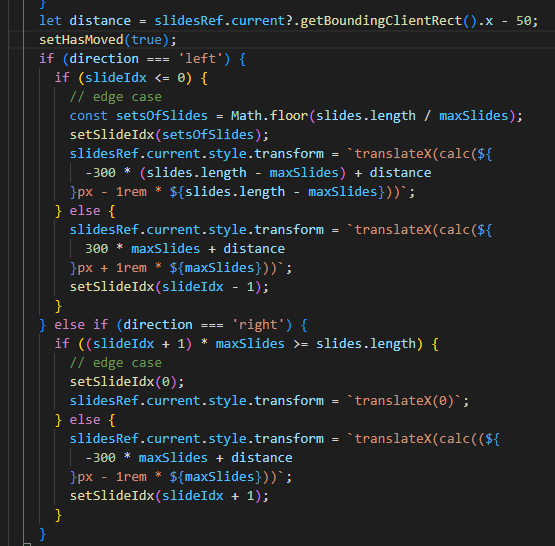 }
let distance = slidesRef.current?.getBoundingClientRect().x - 50;
setHasMoved(true);
if (direction === 'left') {
  if (slideIdx <= 0) {
    // edge case
    const setsOfSlides = Math.floor(slides.length / maxSlides);
    setSlideIdx(setsOfSlides);
    slidesRef.current.style.transform = `translateX(calc(${
      -300 * (slides.length - maxSlides) + distance
    }px - 1rem * ${slides.length - maxSlides}))`;
  } else {
    slidesRef.current.style.transform = `translateX(calc(${
      300 * maxSlides + distance
    }px + 1rem * ${maxSlides}))`;
    setSlideIdx(slideIdx - 1);
  }
} else if (direction === 'right') {
  if ((slideIdx + 1) * maxSlides >= slides.length) {
    // edge case
    setSlideIdx(0);
    slidesRef.current.style.transform = `translateX(0)`;
  } else {
    slidesRef.current.style.transform = `translateX(calc((${
      -300 * maxSlides + distance
    }px - 1rem * ${maxSlides}))`;
    setSlideIdx(slideIdx + 1);
  }
}